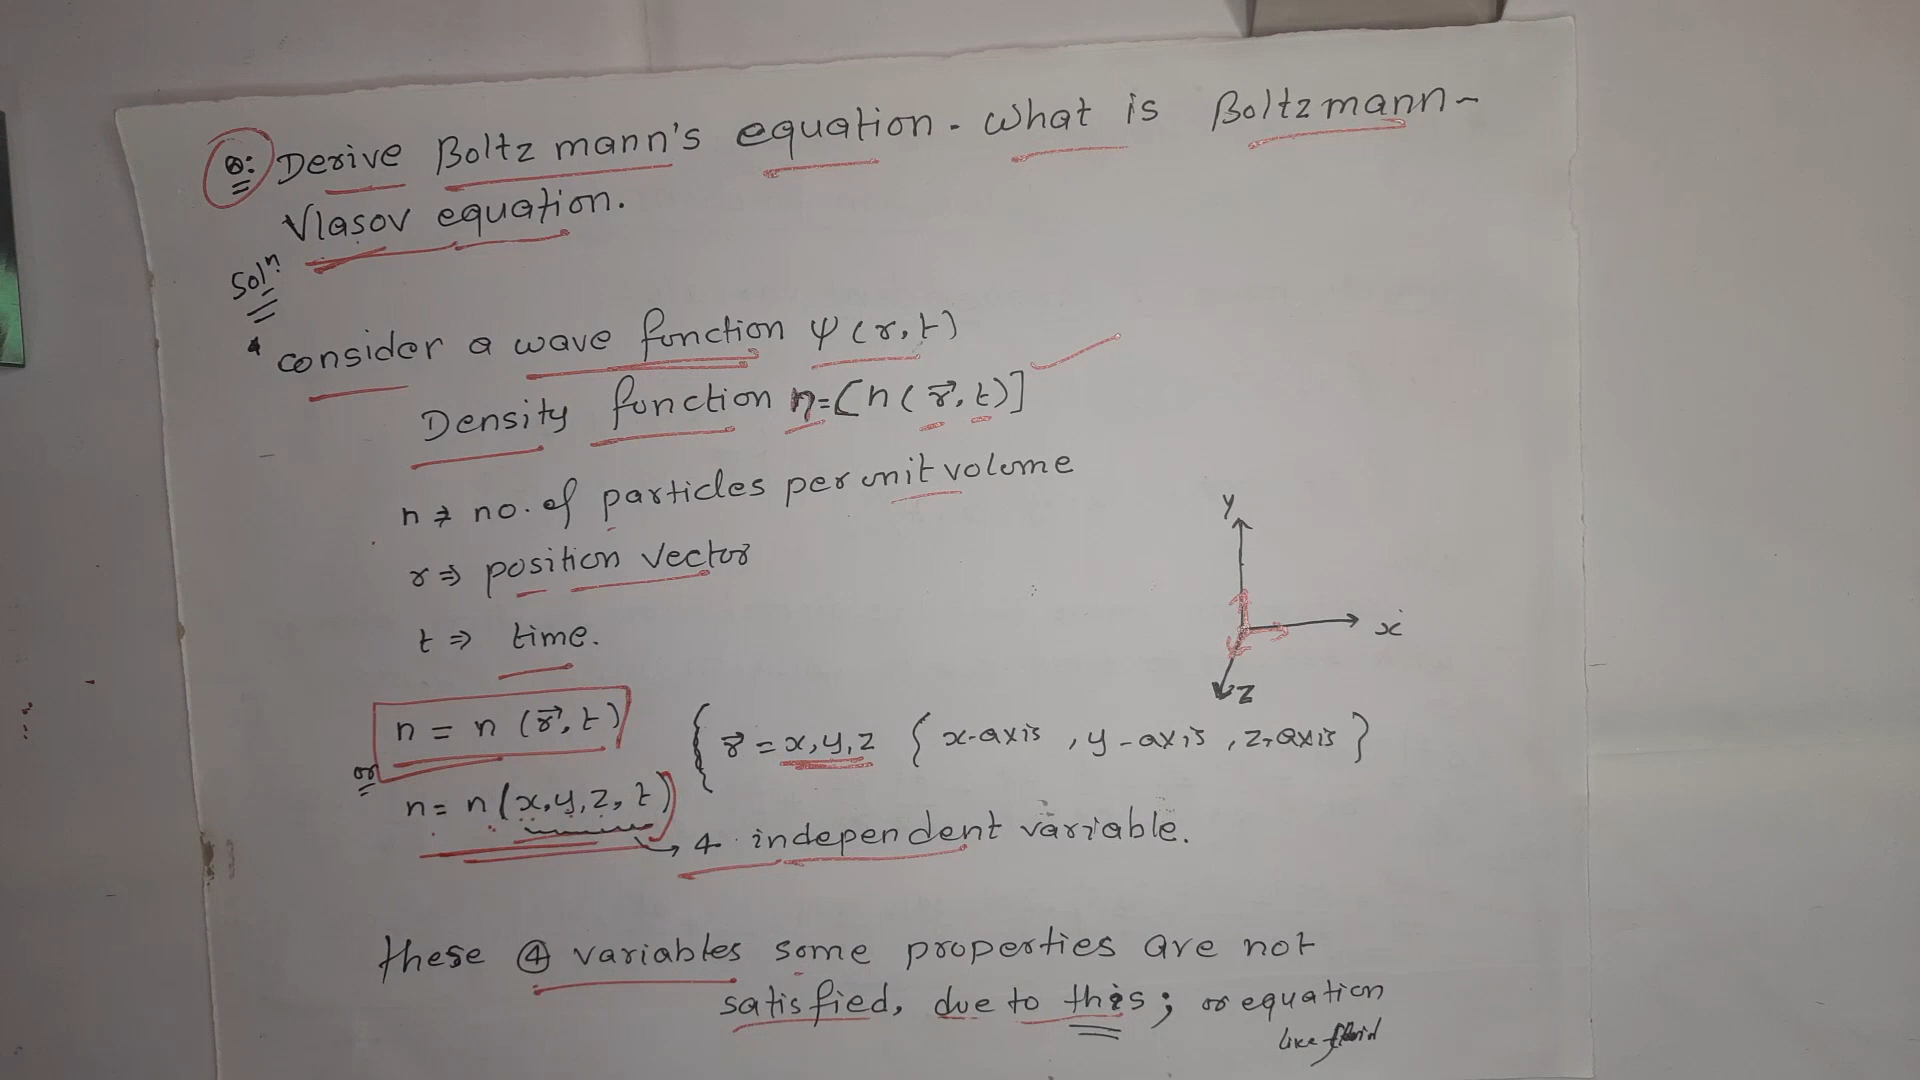 Q: Derive Boltzmann's equation. What is Boltzmann-
Vlasov equation.
Solⁿ
* consider a wave function ψ(r,t)
Density function n=[n(r⃗,t)]
n ⇒ no. of particles per unit volume
r ⇒ position vector
t ⇒ time.
n = n (r⃗,t) { r⃗ = x,y,z { x-axis, y-axis, z-axis }
or
n = n(x,y,z,t)
→ 4 independent variable.
Y
x
Z
these ④ variables some properties are not
satisfied, due to this; or equation
like fluid